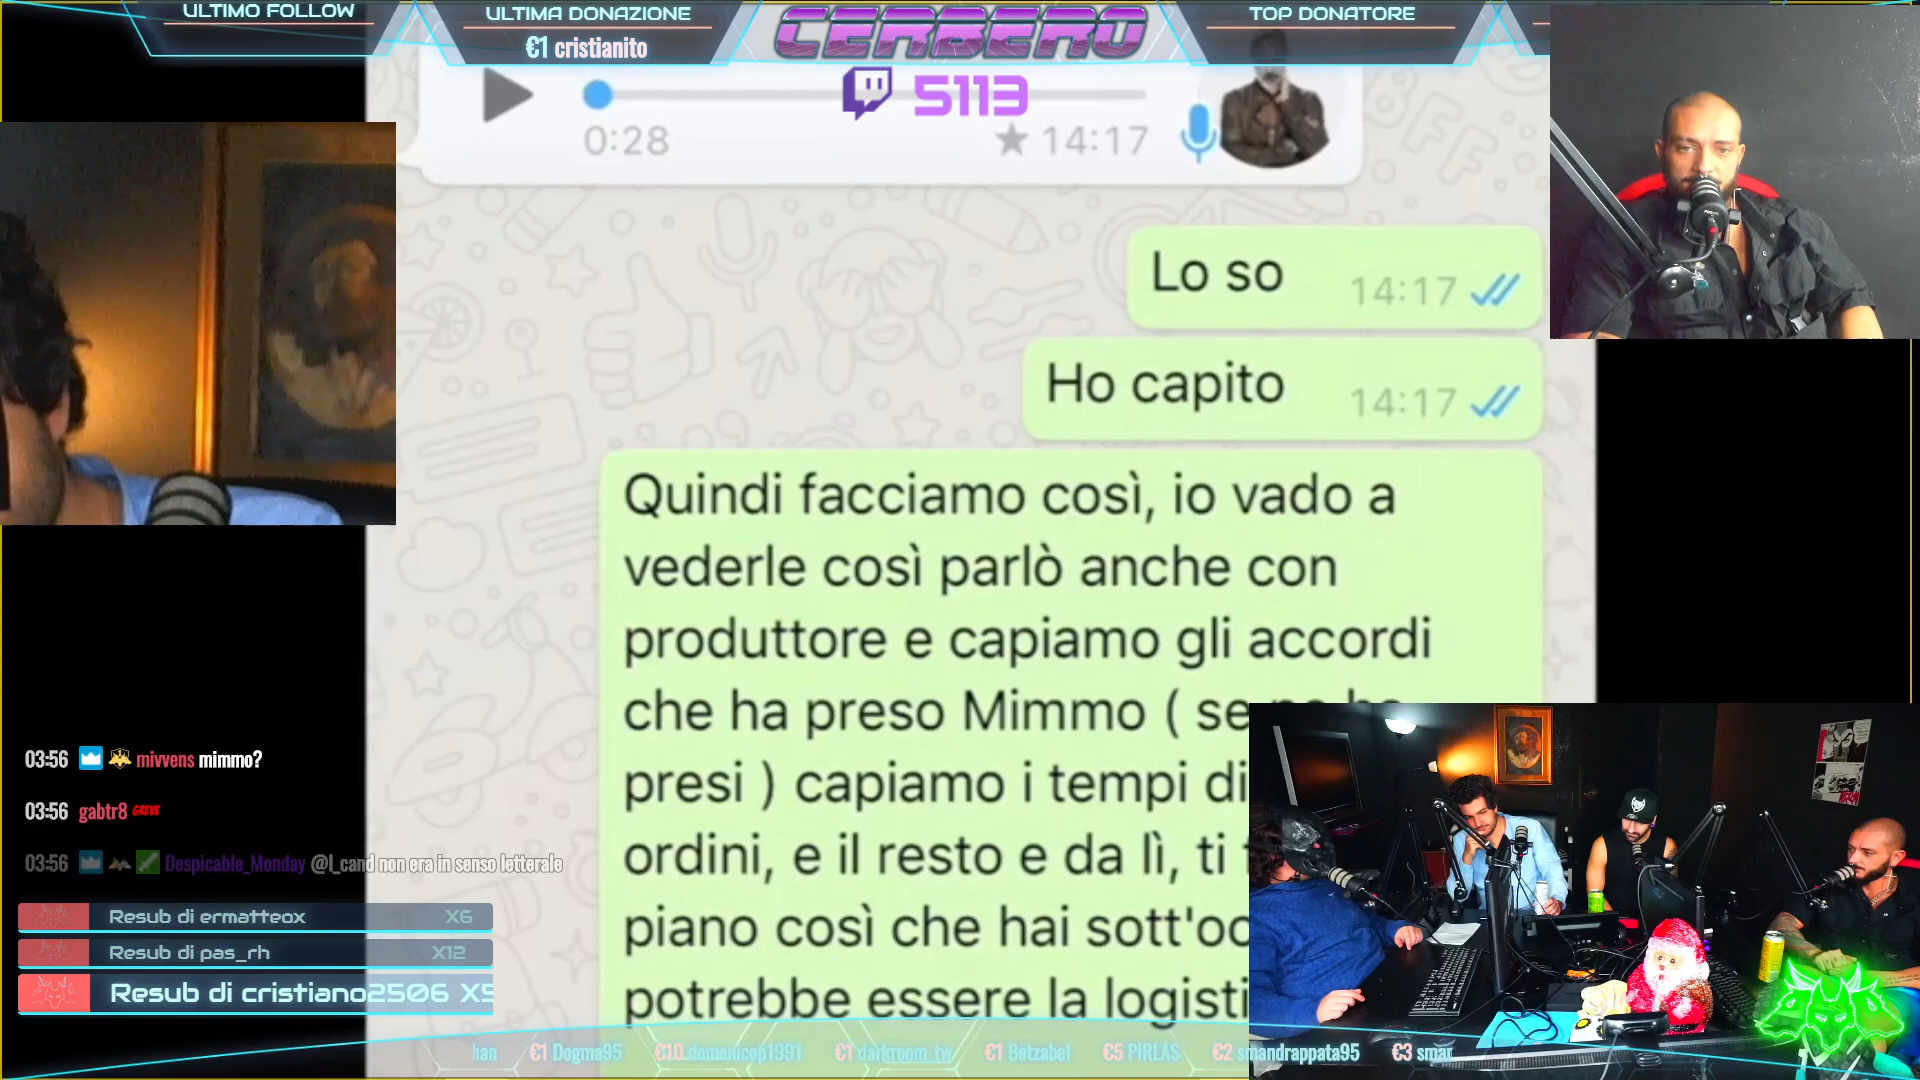 ULTIMO FOLLOW
ULTIMA DONAZIONE
€1 cristianito
CERBERO
TOP DONATORE
5113
0:28
14:17
Lo so 14:17
Ho capito 14:17
Quindi facciamo così, io vado a
vederle così parlò anche con
produttore e capiamo gli accordi
che ha preso Mimmo ( se
presi ) capiamo i tempi di
ordini, e il resto e da lì, ti
piano così che hai
potrebbe essere la
03:56 mivvens mimmo?
03:56 gabtr8
03:56 Despicable_Monday @l_cand non era in senso letterale
Resub di ermatteox X6
Resub di pas_rh X12
Resub di cristiano2506
€1 Dogma95 €10 domenicop1991 €1 darkroom_tw €1 Betzabel €5 PIRLAS €2 smandrappata95 €3